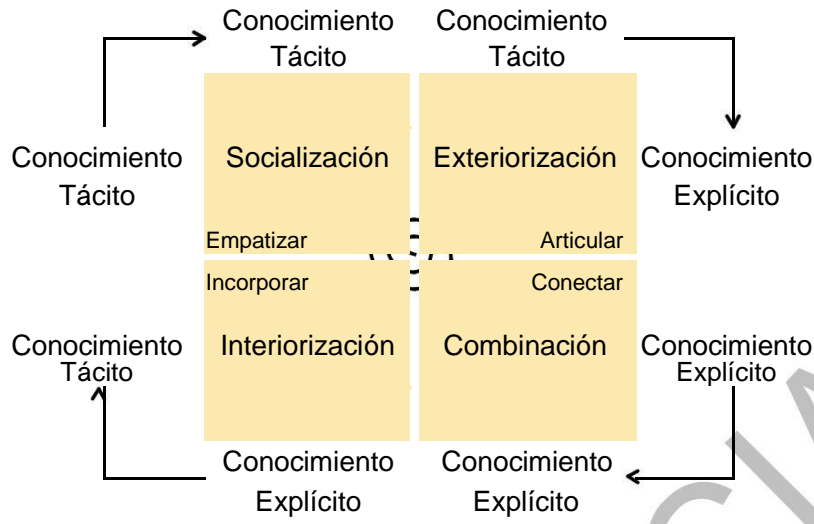 Conocimiento
Tácito
Conocimiento
Tácito
Conocimiento
Tácito
Socialización
Exteriorización
Conocimiento
Explícito
Empatizar
Articular
Incorporar
Conectar
Conocimiento
Tácito
Interiorización
Combinación
Conocimiento
Explícito
Conocimiento
Explícito
Conocimiento
Explícito